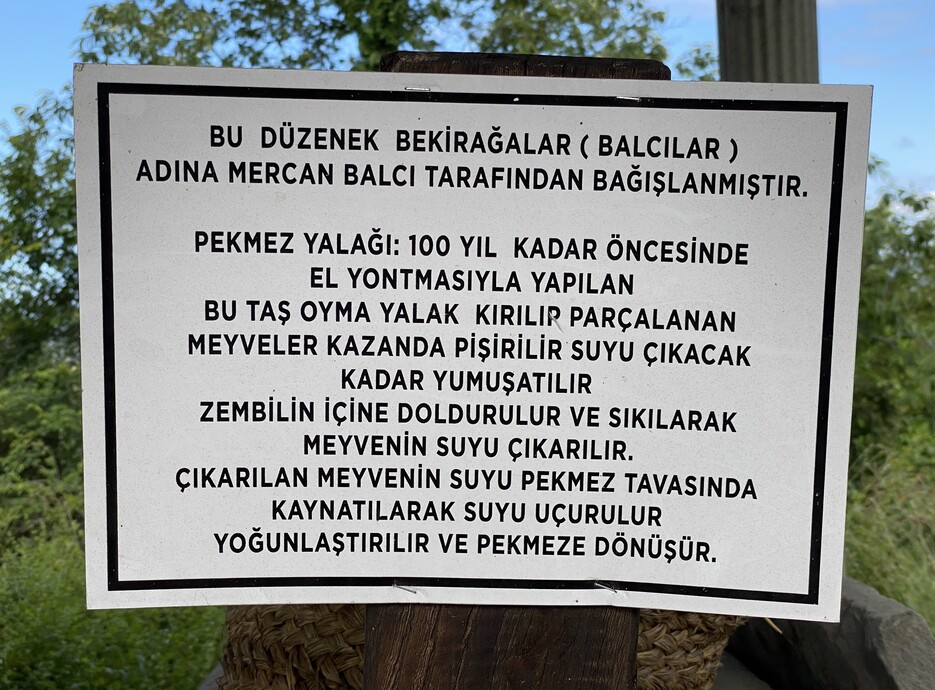 BU DÜZENEK BEKİRAĞALAR ( BALCILAR )
ADINA MERCAN BALCI TARAFINDAN BAĞIŞLANMIŞTIR.
PEKMEZ YALAĞI: 100 YIL KADAR ÖNCESİNDE
EL YONTMASIYLA YAPILAN
BU TAŞ OYMA YALAK KIRILIP PARÇALANAN
MEYVELER KAZANDA PİŞİRİLİR SUYU ÇIKACAK
KADAR YUMUŞATILIR
ZEMBİLİN İÇİNE DOLDURULUR VE SIKILARAK
MEYVENİN SUYU ÇIKARILIR.
ÇIKARILAN MEYVENİN SUYU PEKMEZ TAVASINDA
KAYNATILARAK SUYU UÇURULUR
YOĞUNLAŞTIRILIR VE PEKMEZE DÖNÜŞÜR.